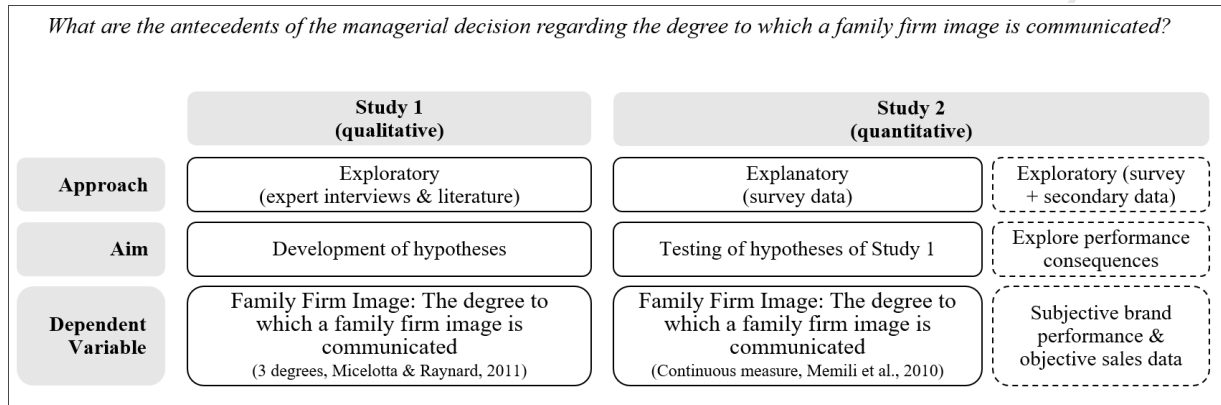 What are the antecedents of the managerial decision regarding the degree to which a family firm image is communicated?
Study 1
(qualitative)
Study 2
(quantitative)
Approach
Exploratory
(expert interviews & literature)
Explanatory
(survey data)
Exploratory (survey
+ secondary data)
Aim
Development of hypotheses
Testing of hypotheses of Study 1
Explore performance
consequences
Dependent
Variable
Family Firm Image: The degree to
which a family firm image is
communicated
(3 degrees, Micelotta & Raynard, 2011)
Family Firm Image: The degree to
which a family firm image is
communicated
(Continuous measure, Memili et al., 2010)
Subjective brand
performance &
objective sales data